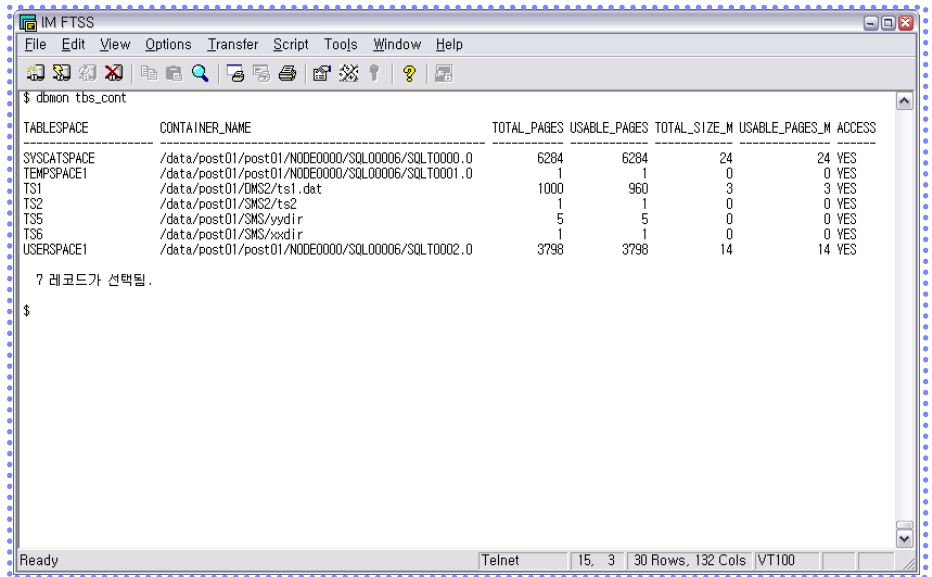 IM FTSS
File Edit View Options Transfer Script Tools Window Help
$ dbmon tbs_cont
TABLESPACE CONTAINER_NAME TOTAL_PAGES USABLE_PAGES TOTAL_SIZE_M USABLE_PAGES_M ACCESS
-------------------- -------------------------------------------------- ----------- ------------ ------------ -------------- ------
SYSCATSPACE /data/post01/post01/NODE0000/SQL00006/SQLT0000.0 6284 6284 24 24 YES
TEMPSPACE1 /data/post01/post01/NODE0000/SQL00006/SQLT0001.0 1 1 0 0 YES
TS1 /data/post01/DMS2/ts1.dat 1000 960 3 3 YES
TS2 /data/post01/SMS2/ts2 1 1 0 0 YES
TS5 /data/post01/SMS/yydir 5 5 0 0 YES
TS6 /data/post01/SMS/xxdir 1 1 0 0 YES
USERSPACE1 /data/post01/post01/NODE0000/SQL00006/SQLT0002.0 3798 3798 14 14 YES
7 레코드가 선택됨.
$
Ready Telnet 15, 3 30 Rows, 132 Cols VT100